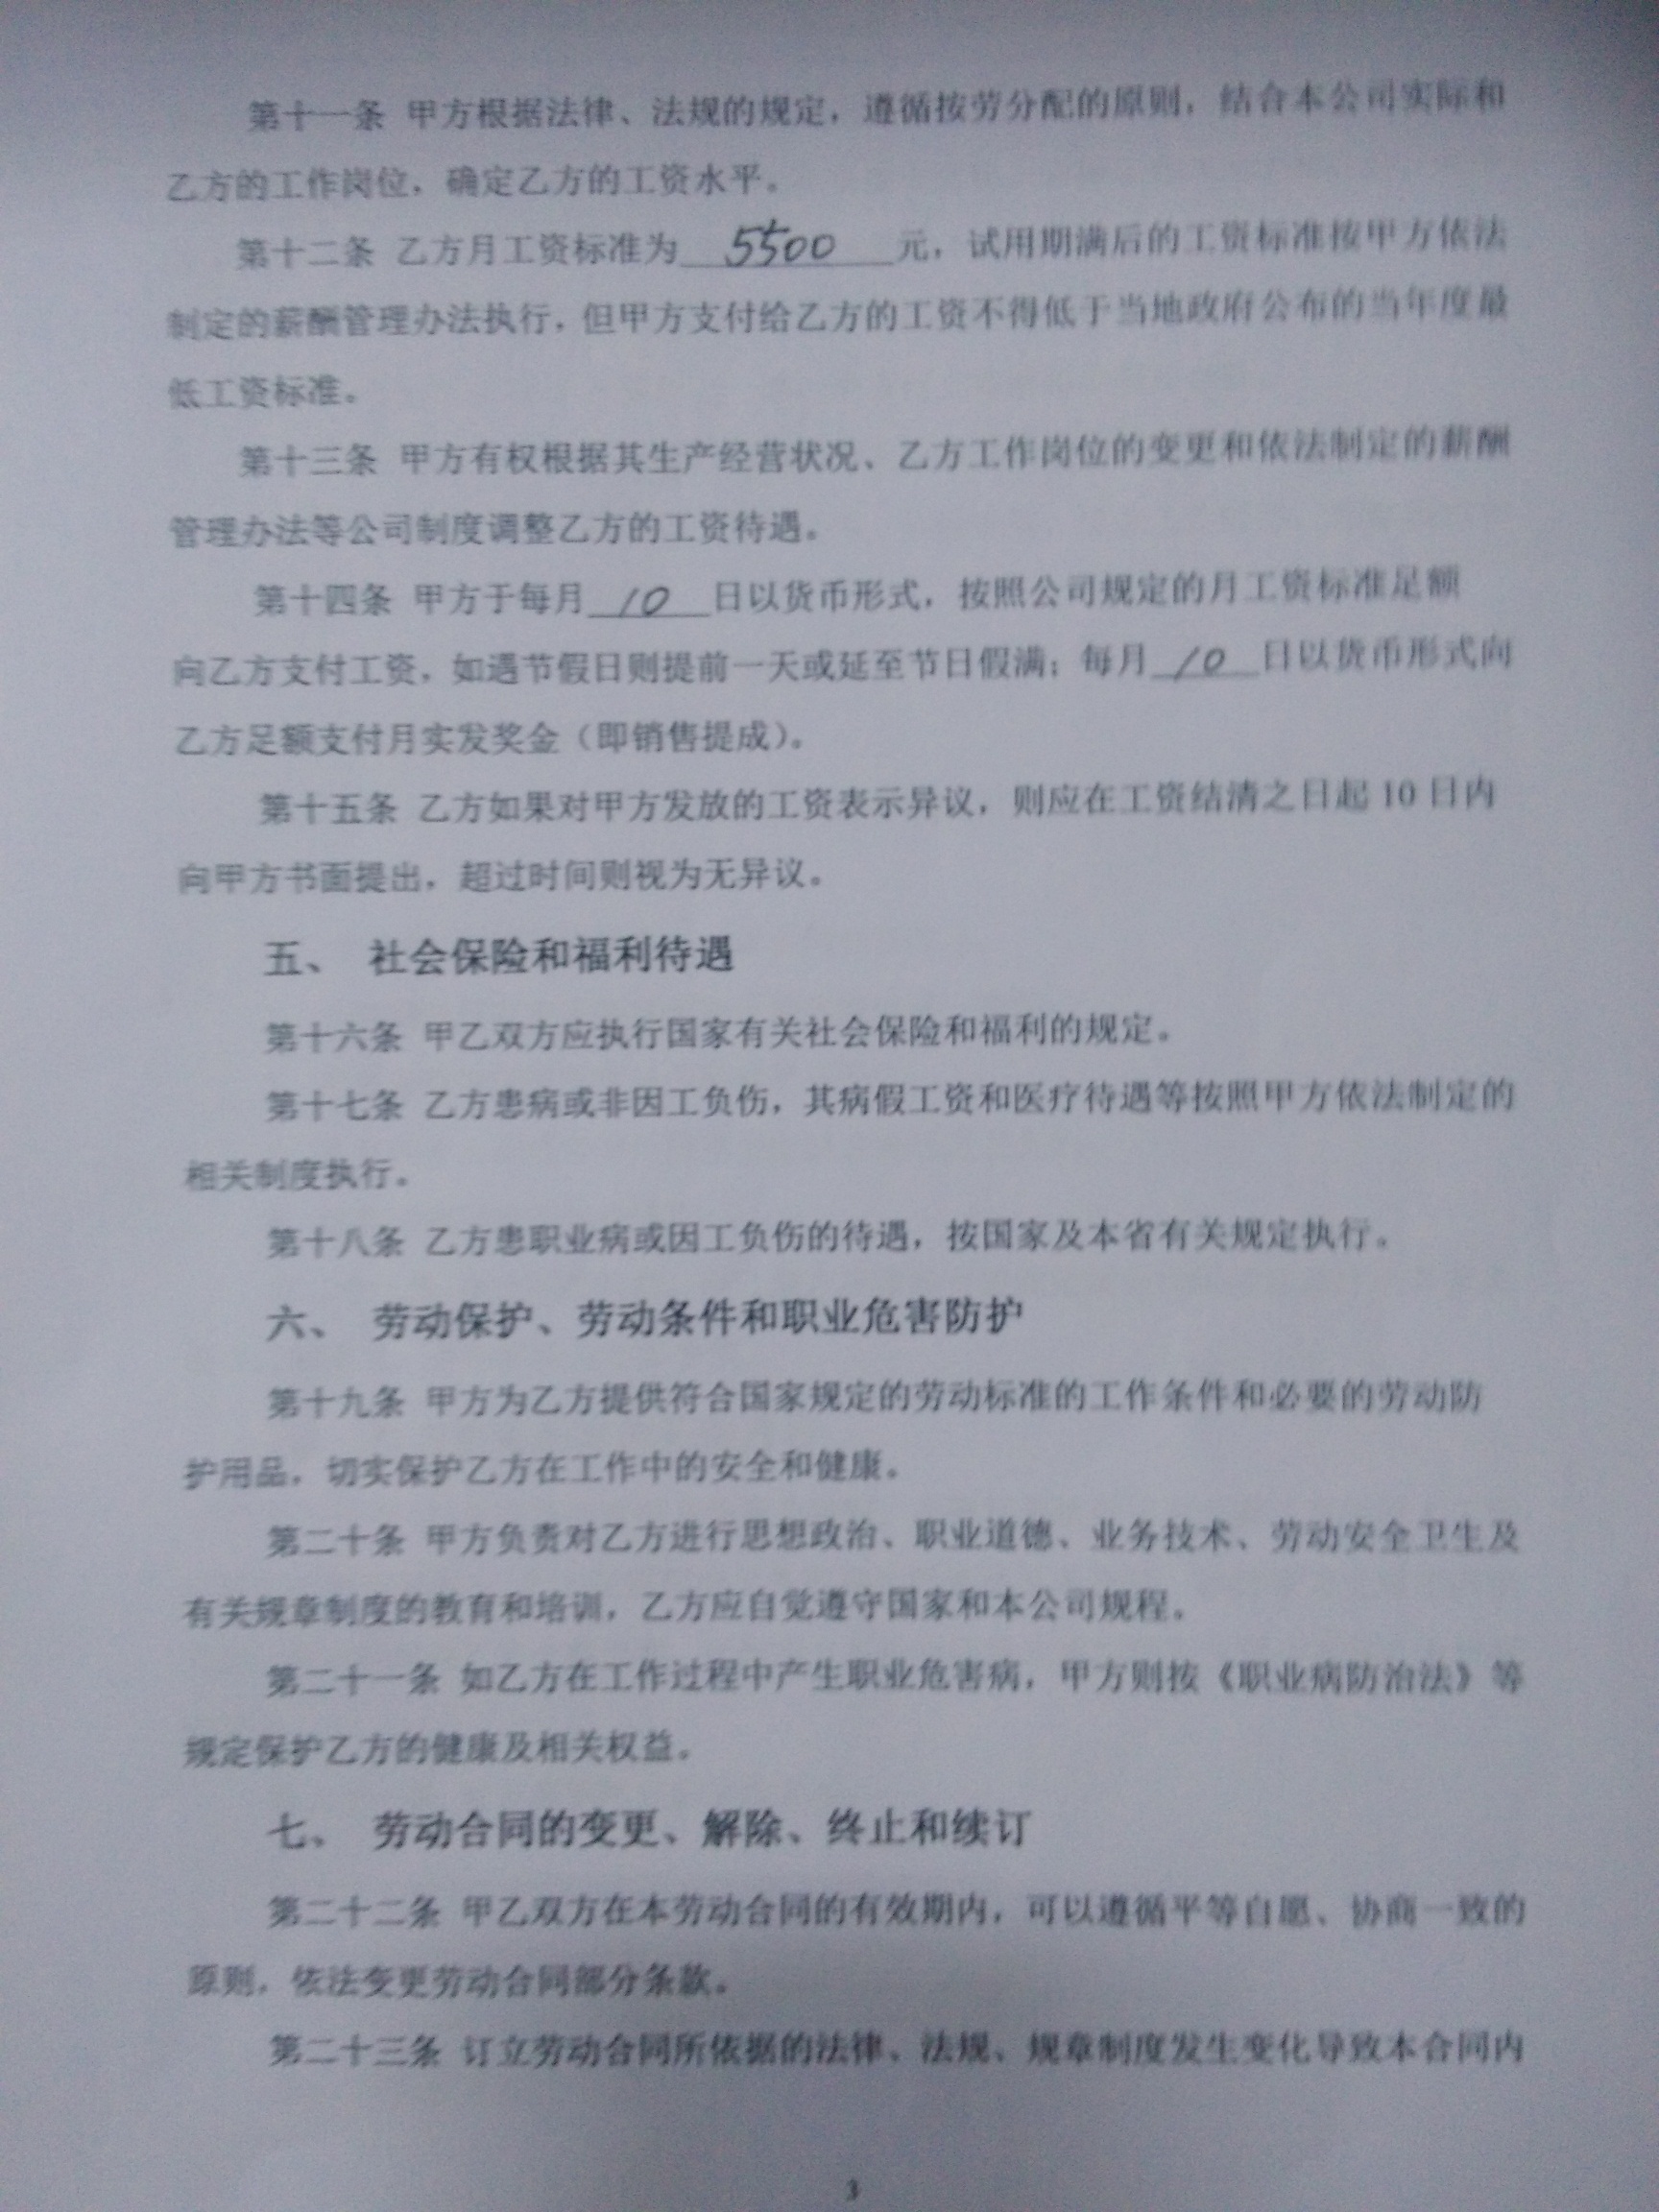 第十一条 甲方根据法律、法规的规定，遵循按劳分配的原则，结合本公司实际和
乙方的工作岗位，确定乙方的工资水平。
第十二条 乙方月工资标准为 5500 元，试用期满后的工资标准按甲方依法
制定的薪酬管理办法执行，但甲方支付给乙方的工资不得低于当地政府公布的当年度最
低工资标准。
第十三条 甲方有权根据其生产经营状况、乙方工作岗位的变更和依法制定的薪酬
管理办法等公司制度调整乙方的工资待遇。
第十四条 甲方于每月 10 日以货币形式，按照公司规定的月工资标准足额
向乙方支付工资，如遇节假日则提前一天或延至节日假满；每月 10 日以货币形式向
乙方足额支付月实发奖金（即销售提成）。
第十五条 乙方如果对甲方发放的工资表示异议，则应在工资结清之日起 10 日内
向甲方书面提出，超过时间则视为无异议。
五、 社会保险和福利待遇
第十六条 甲乙双方应执行国家有关社会保险和福利的规定。
第十七条 乙方患病或非因工负伤，其病假工资和医疗待遇等按照甲方依法制定的
相关制度执行。
第十八条 乙方患职业病或因工负伤的待遇，按国家及本省有关规定执行。
六、 劳动保护、劳动条件和职业危害防护
第十九条 甲方为乙方提供符合国家规定的劳动标准的工作条件和必要的劳动防
护用品，切实保护乙方在工作中的安全和健康。
第二十条 甲方负责对乙方进行思想政治、职业道德、业务技术、劳动安全卫生及
有关规章制度的教育和培训，乙方应自觉遵守国家和本公司规程。
第二十一条 如乙方在工作过程中产生职业危害病，甲方则按《职业病防治法》等
规定保护乙方的健康及相关权益。
七、 劳动合同的变更、解除、终止和续订
第二十二条 甲乙双方在本劳动合同的有效期内，可以遵循平等自愿、协商一致的
原则，依法变更劳动合同部分条款。
第二十三条 订立劳动合同所依据的法律、法规、规章制度发生变化导致本合同内
3